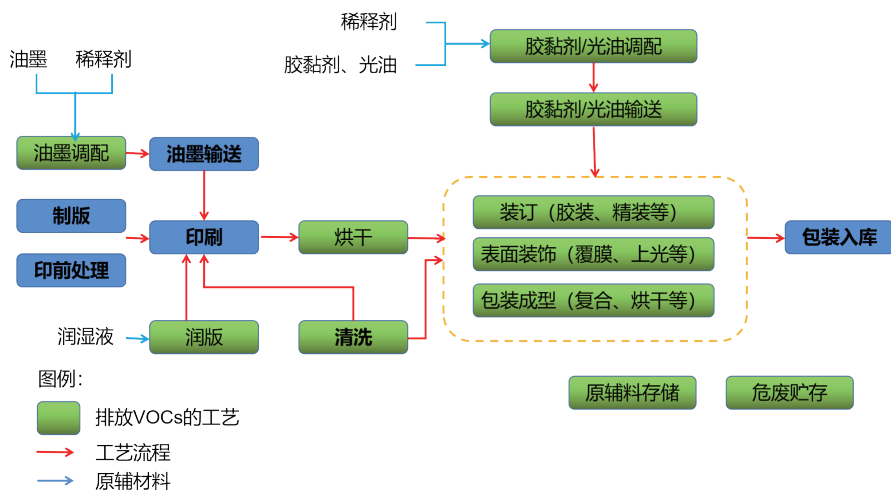 稀释剂
胶黏剂、光油
胶黏剂/光油调配
胶黏剂/光油输送
油墨
稀释剂
油墨调配
油墨输送
制版
印前处理
印刷
烘干
装订（胶装、精装等）
表面装饰（覆膜、上光等）
包装成型（复合、烘干等）
包装入库
润湿液
润版
清洗
图例：
排放VOCs的工艺
工艺流程
原辅材料
原辅料存储
危废贮存